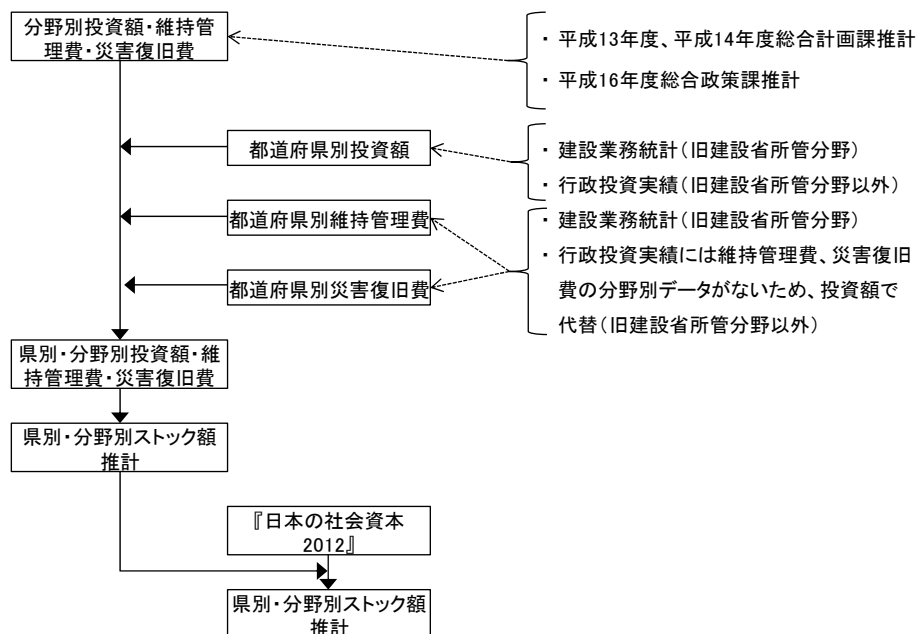 分野別投資額・維持管
理費・災害復旧費
・ 平成13年度、平成14年度総合計画課推計
・ 平成16年度総合政策課推計
都道府県別投資額
・ 建設業務統計(旧建設省所管分野)
・ 行政投資実績(旧建設省所管分野以外)
都道府県別維持管理費
都道府県別災害復旧費
・ 建設業務統計(旧建設省所管分野)
・ 行政投資実績には維持管理費、災害復旧
費の分野別データがないため、投資額で
代替(旧建設省所管分野以外)
県別・分野別投資額・維
持管理費・災害復旧費
県別・分野別ストック額
推計
『日本の社会資本
2012』
県別・分野別ストック額
推計